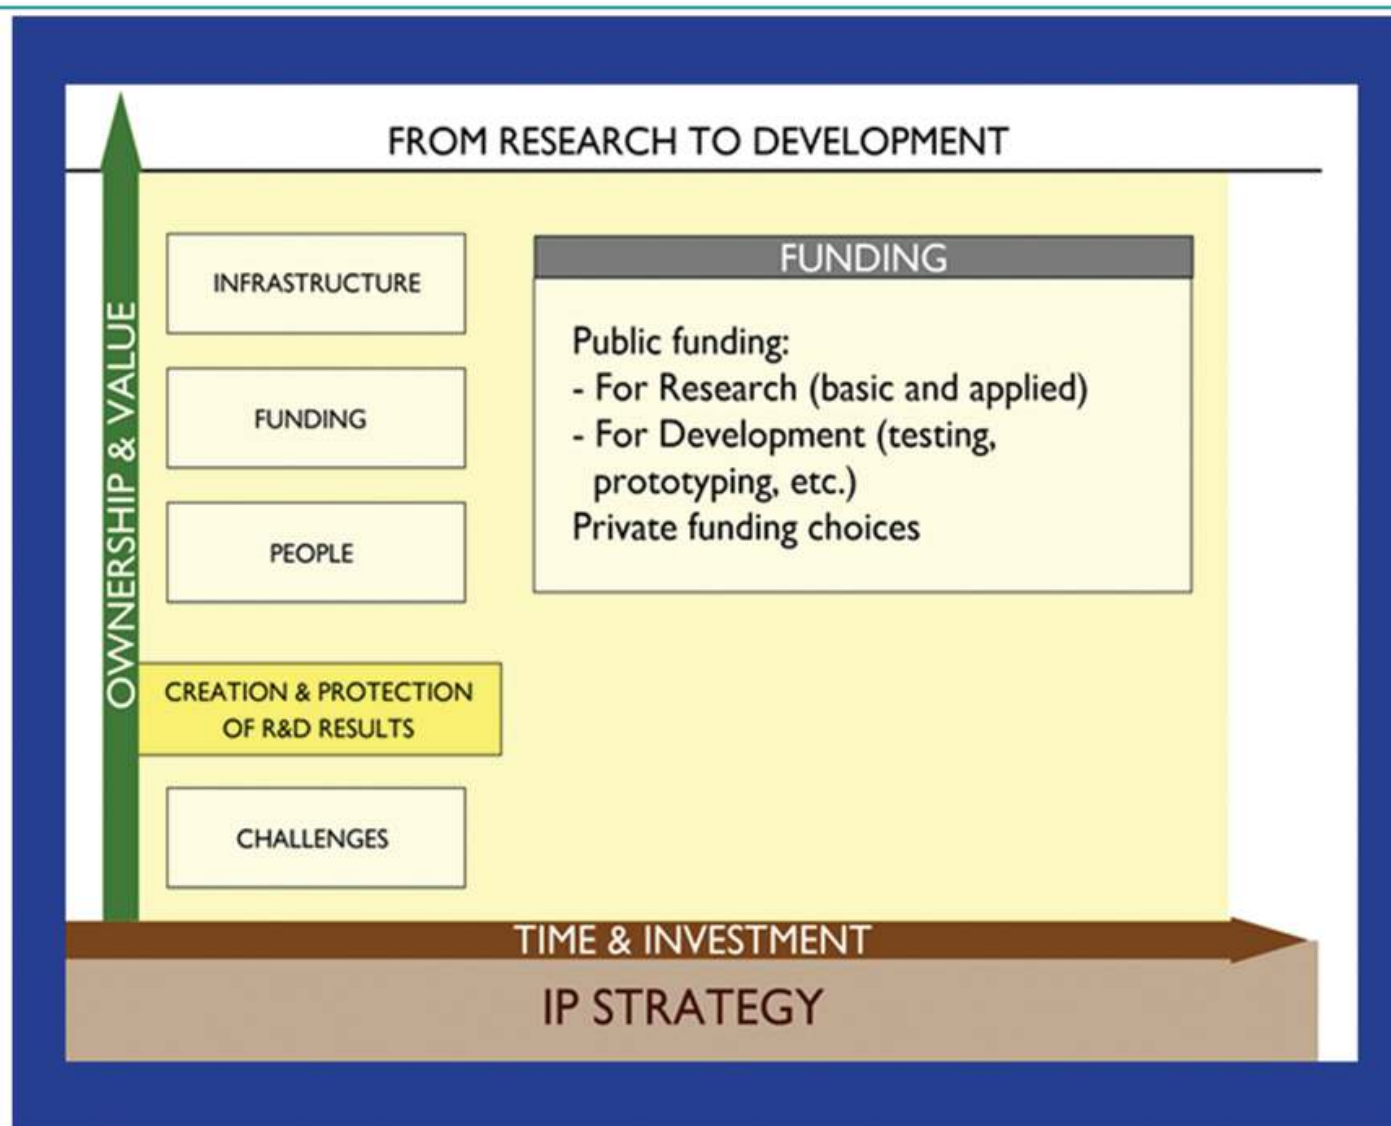 FROM RESEARCH TO DEVELOPMENT
OWNERSHIP & VALUE
INFRASTRUCTURE
FUNDING
PEOPLE
CREATION & PROTECTION
OF R&D RESULTS
CHALLENGES
FUNDING
Public funding:
- For Research (basic and applied)
- For Development (testing,
prototyping, etc.)
Private funding choices
TIME & INVESTMENT
IP STRATEGY